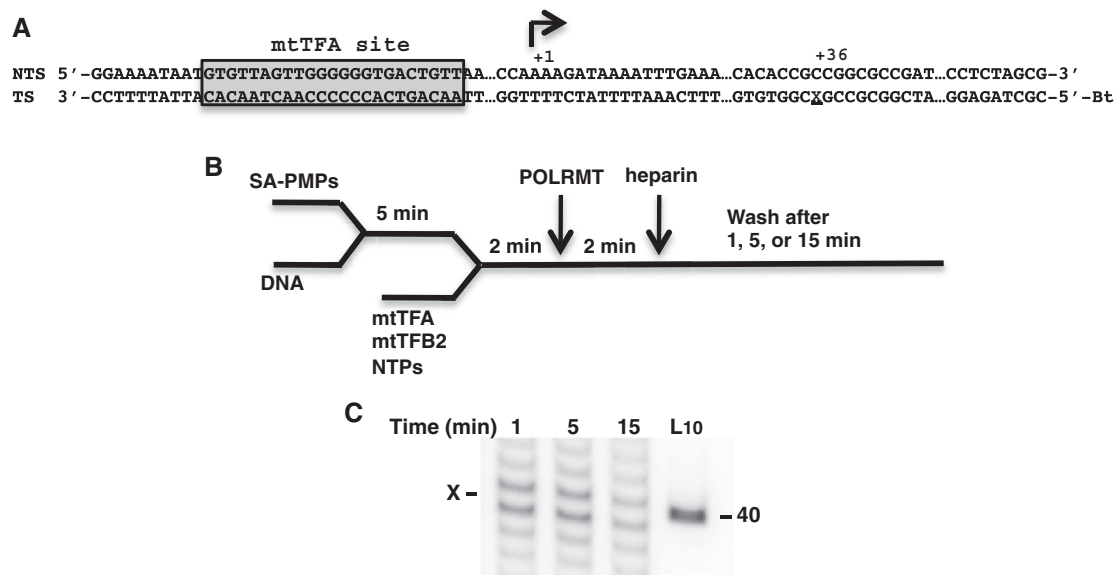 A
mtTFA site
+1
+36
NTS 5’-GGAAAATAATGTGTTAGTTGGGGGGTGACTGTTAA…CCAAAAGATAAAATTTGAAA…CACACCGCCGGCGCCGAT…CCTCTAGCG-3’
TS 3’-CCTTTTATTACACAATCAACCCCCCACTGACAATT…GGTTTTCTATTTTAAACTTT…GTGTGGCXGCCGCGGCTA…GGAGATCGC-5’-Bt
B
SA-PMPs
5 min
DNA
mtTFA
mtTFB2
NTPs
2 min
POLRMT
2 min
heparin
Wash after
1, 5, or 15 min
C
Time (min) 1 5 15 L10
X –
– 40